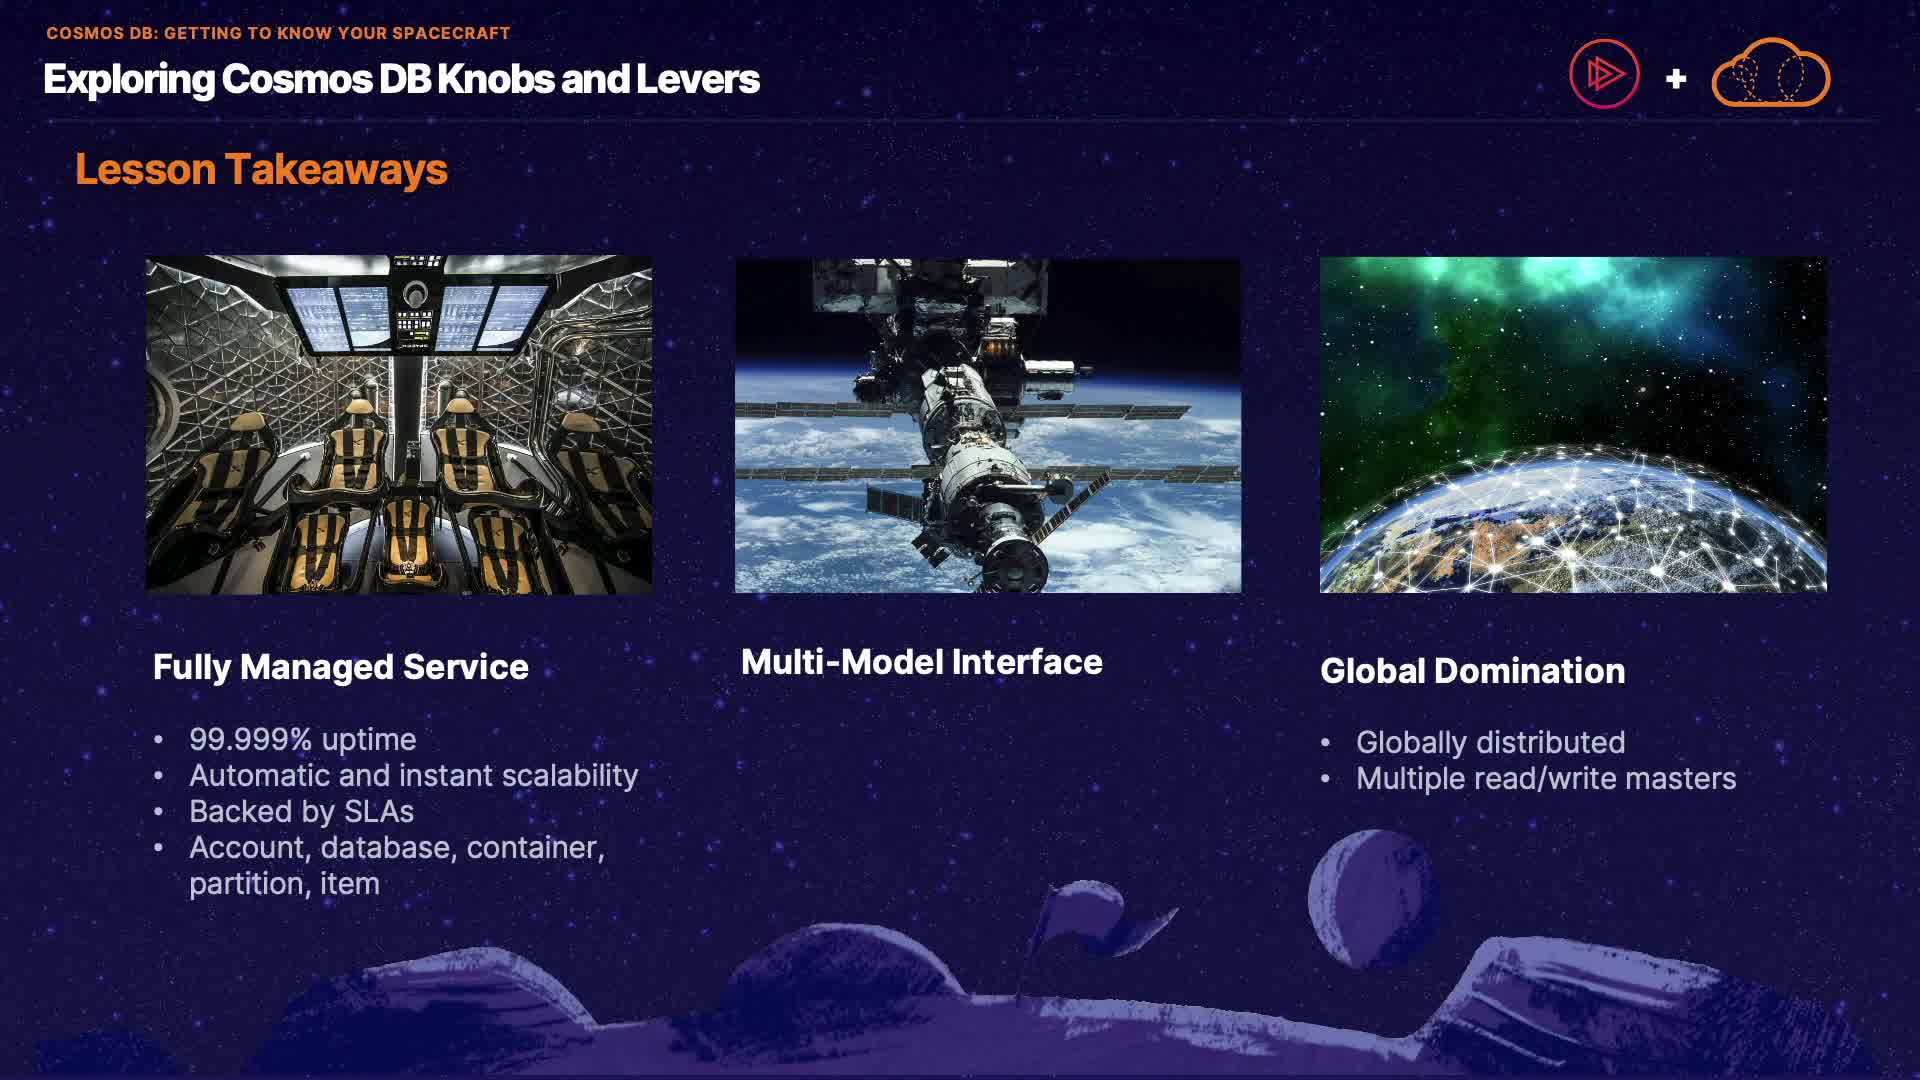 COSMOS DB: GETTING TO KNOW YOUR SPACECRAFT
Exploring Cosmos DB Knobs and Levers
+
Lesson Takeaways
Fully Managed Service
• 99.999% uptime
• Automatic and instant scalability
• Backed by SLAs
• Account, database, container,
partition, item
Multi-Model Interface
Global Domination
• Globally distributed
• Multiple read/write masters